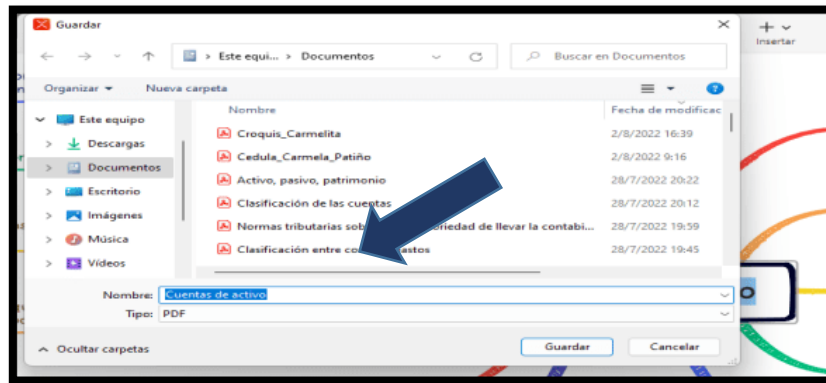 Guardar
Insertar
Este equi... > Documentos
Buscar en Documentos
Organizar
Nueva carpeta
Nombre
Fecha de modificac
Este equipo
Descargas
Documentos
Escritorio
Imágenes
Música
Vídeos
Croquis_Carmelita 2/8/2022 16:39
Cedula_Carmela_Patiño 2/8/2022 9:16
Activo, pasivo, patrimonio 28/7/2022 20:22
Clasificación de las cuentas 28/7/2022 20:12
Normas tributarias sob oriedad de llevar la contabi... 28/7/2022 19:59
Clasificación entre co astos 28/7/2022 19:45
Nombre: Cuentas de activo
Tipo: PDF
Ocultar carpetas
Guardar
Cancelar
o